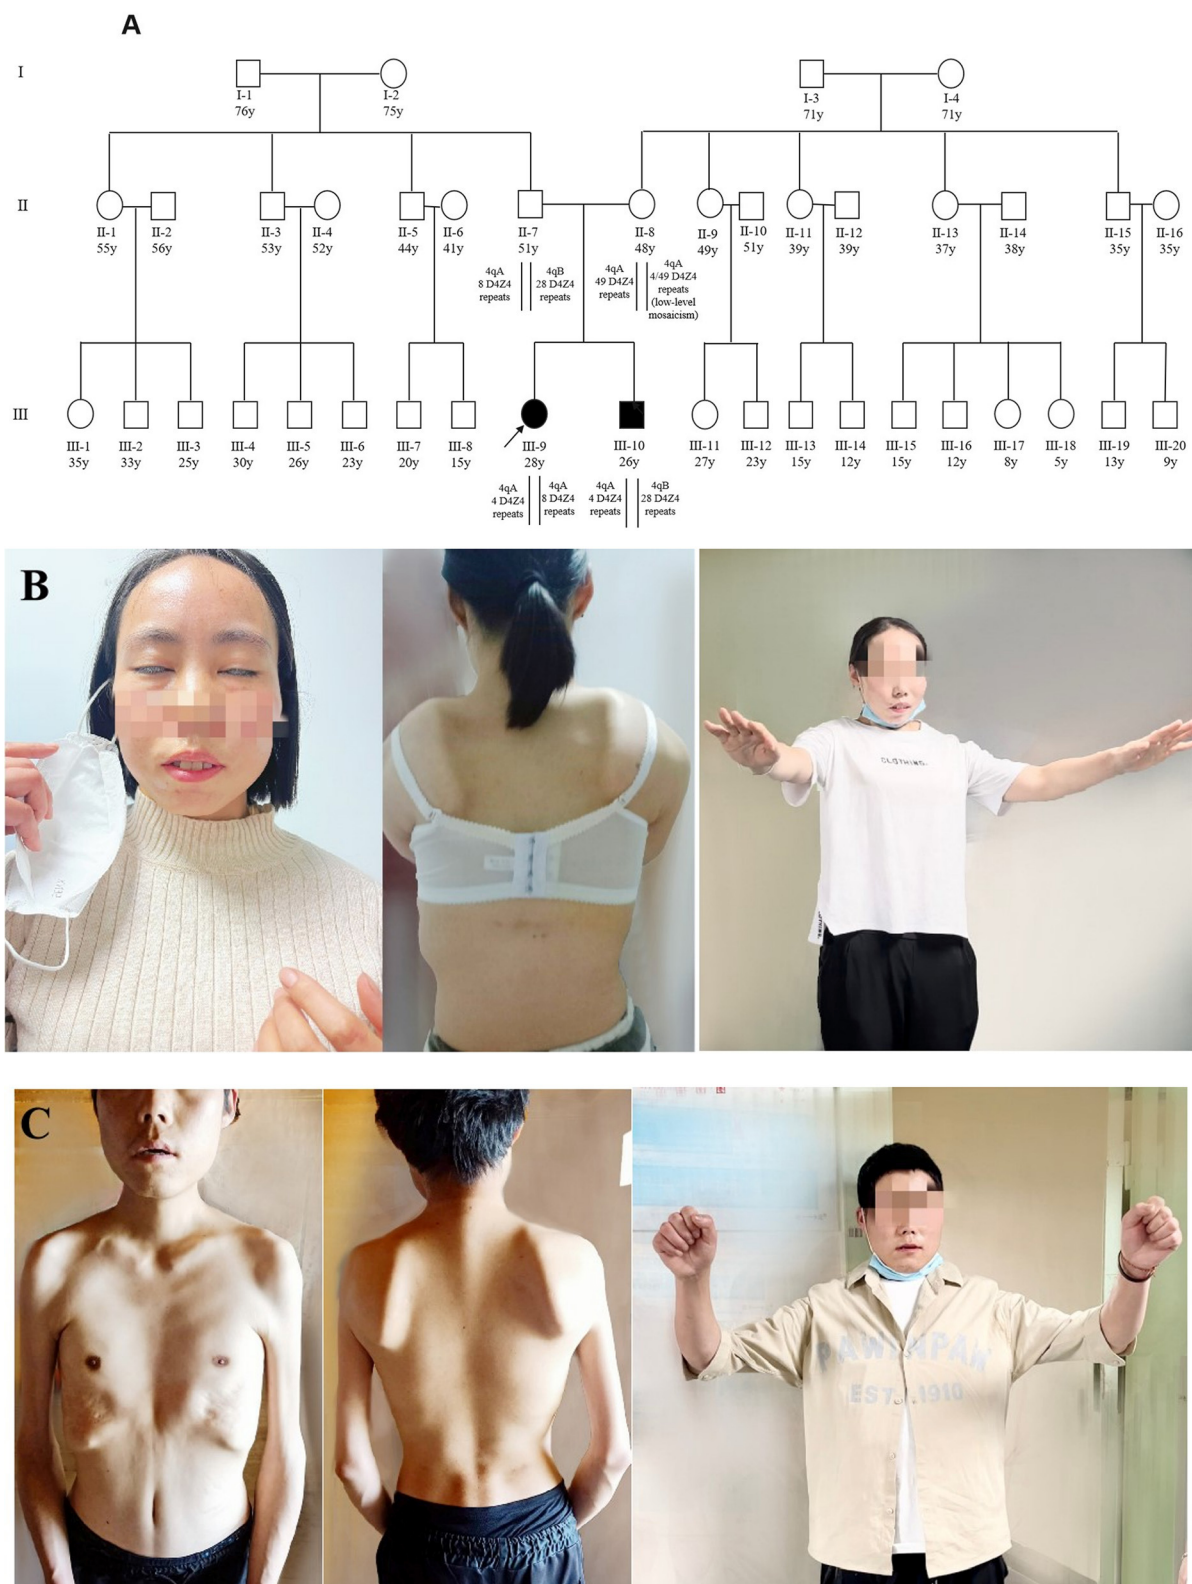 A
I
I-1
76y
I-2
75y
I-3
71y
I-4
71y
II
II-1
55y
II-2
56y
II-3
53y
II-4
52y
II-5
44y
II-6
41y
II-7
51y
II-8
48y
II-9
49y
II-10
51y
II-11
39y
II-12
39y
II-13
37y
II-14
38y
II-15
35y
II-16
35y
4qA
8 D4Z4
repeats
4qB
28 D4Z4
repeats
4qA
49 D4Z4
repeats
4qA
4/49 D4Z4
repeats
(low-level
mosaicism)
III
III-1
35y
III-2
33y
III-3
25y
III-4
30y
III-5
26y
III-6
23y
III-7
20y
III-8
15y
III-9
28y
III-10
26y
III-11
27y
III-12
23y
III-13
15y
III-14
12y
III-15
15y
III-16
12y
III-17
8y
III-18
5y
III-19
13y
III-20
9y
4qA
4 D4Z4
repeats
4qA
8 D4Z4
repeats
4qA
4 D4Z4
repeats
4qB
28 D4Z4
repeats
B
CLOTHING.
C
PAWINPAW
EST. 1910